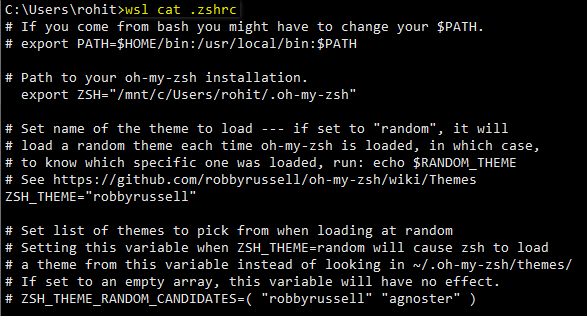 C:\Users\rohit>wsl cat .zshrc
# If you come from bash you might have to change your $PATH.
# export PATH=$HOME/bin:/usr/local/bin:$PATH

# Path to your oh-my-zsh installation.
  export ZSH="/mnt/c/Users/rohit/.oh-my-zsh"

# Set name of the theme to load --- if set to "random", it will
# load a random theme each time oh-my-zsh is loaded, in which case,
# to know which specific one was loaded, run: echo $RANDOM_THEME
# See https://github.com/robbyrussell/oh-my-zsh/wiki/Themes
ZSH_THEME="robbyrussell"

# Set list of themes to pick from when loading at random
# Setting this variable when ZSH_THEME=random will cause zsh to load
# a theme from this variable instead of looking in ~/.oh-my-zsh/themes/
# If set to an empty array, this variable will have no effect.
# ZSH_THEME_RANDOM_CANDIDATES=( "robbyrussell" "agnoster" )